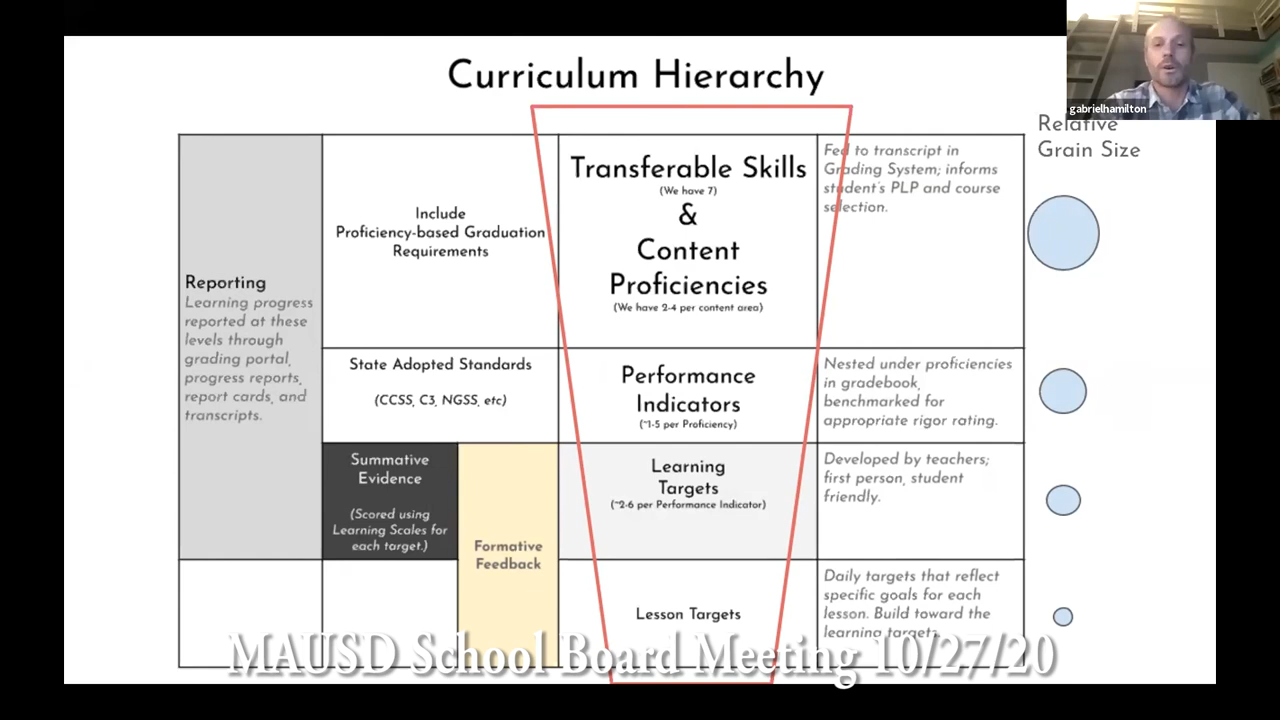 Curriculum Hierarchy
gabrielhamilton
Relative
Grain Size
Reporting
Learning progress
reported at these
levels through
grading portal,
progress reports,
report cards, and
transcripts.
Include
Proficiency-based Graduation
Requirements
Transferable Skills
(We have 7)
&
Content
Proficiencies
(We have 2-4 per content area)
Fed to transcript in
Grading System; informs
student's PLP and course
selection.
State Adopted Standards
(CCSS, C3, NGSS, etc)
Performance
Indicators
(~1-5 per Proficiency)
Nested under proficiencies
in gradebook,
benchmarked for
appropriate rigor rating.
Summative
Evidence
(Scored using
Learning Scales for
each target.)
Formative
Feedback
Learning
Targets
(~2-6 per Performance Indicator)
Developed by teachers;
first person, student
friendly.
Lesson Targets
Daily targets that reflect
specific goals for each
lesson. Build toward the
learning targets.
MAUSD School Board Meeting 10/27/20